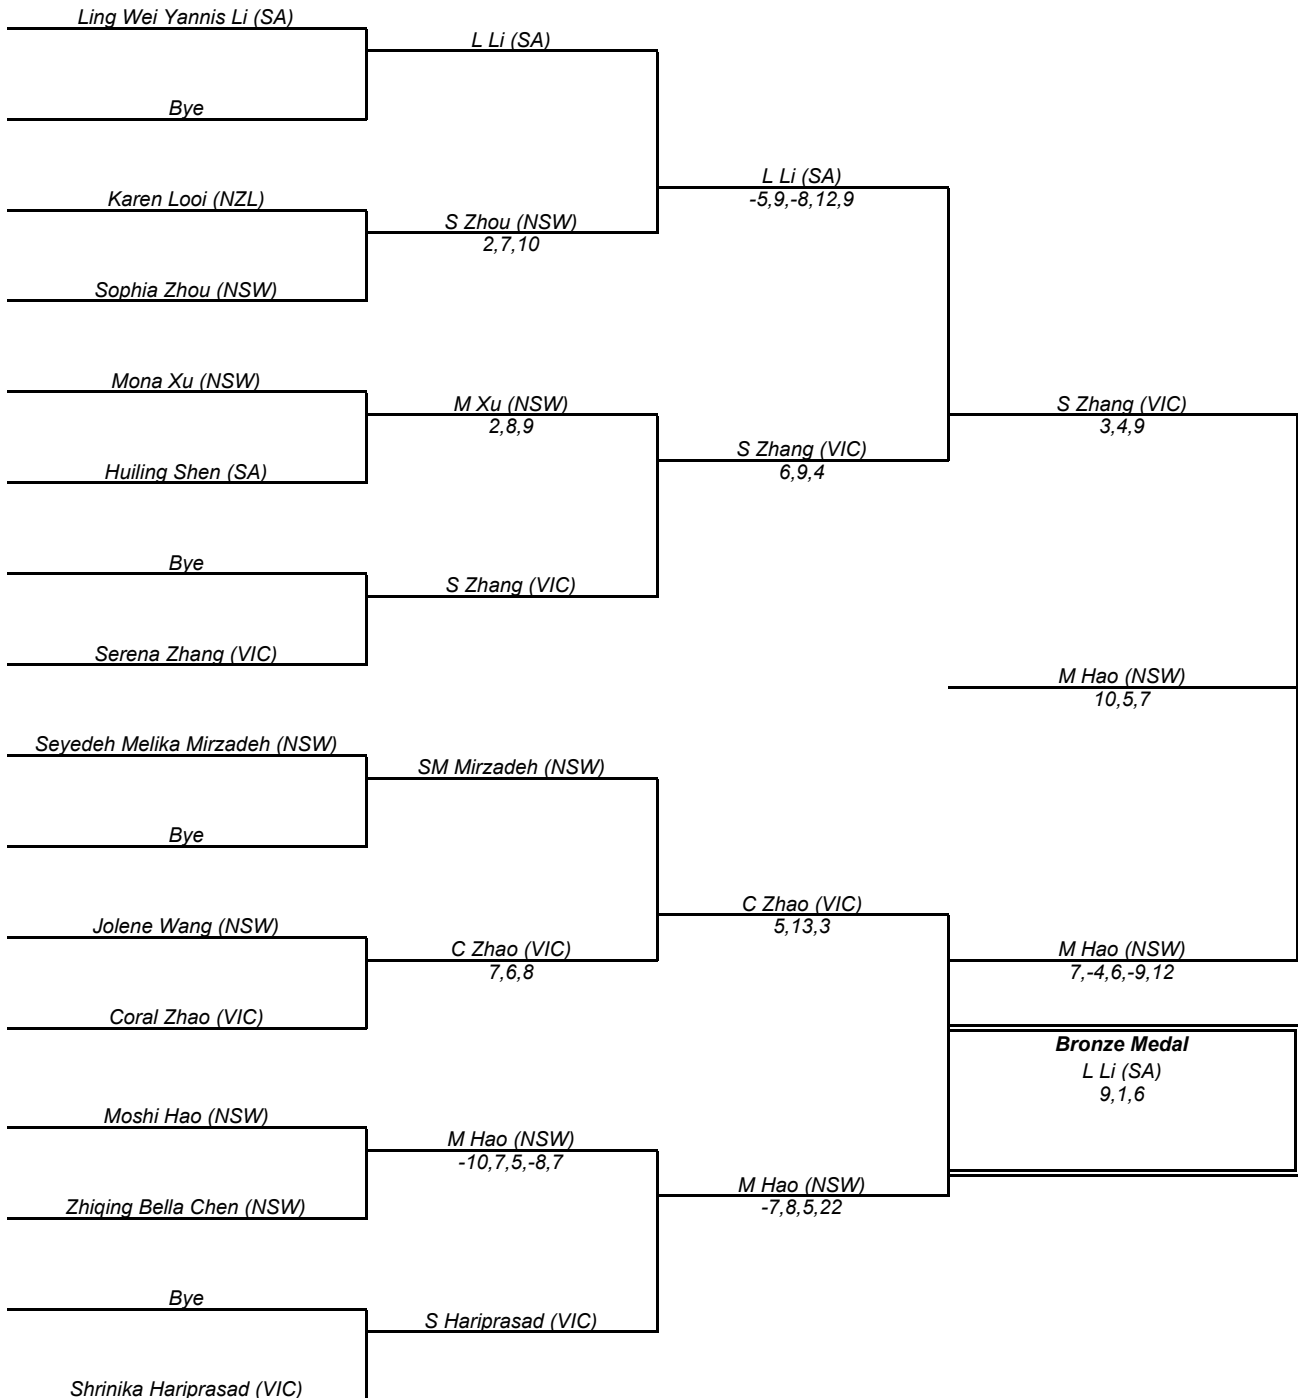 Ling Wei Yannis Li (SA)
L Li (SA)
Bye
L Li (SA)
-5,9,-8,12,9
Karen Looi (NZL)
S Zhou (NSW)
2,7,10
Sophia Zhou (NSW)
Mona Xu (NSW)
M Xu (NSW)
2,8,9
S Zhang (VIC)
3,4,9
Huiling Shen (SA)
S Zhang (VIC)
6,9,4
Bye
S Zhang (VIC)
Serena Zhang (VIC)
M Hao (NSW)
10,5,7
Seyedeh Melika Mirzadeh (NSW)
SM Mirzadeh (NSW)
Bye
C Zhao (VIC)
5,13,3
Jolene Wang (NSW)
C Zhao (VIC)
7,6,8
M Hao (NSW)
7,-4,6,-9,12
Coral Zhao (VIC)
Bronze Medal
L Li (SA)
9,1,6
Moshi Hao (NSW)
M Hao (NSW)
-10,7,5,-8,7
Zhiqing Bella Chen (NSW)
M Hao (NSW)
-7,8,5,22
Bye
S Hariprasad (VIC)
Shrinika Hariprasad (VIC)